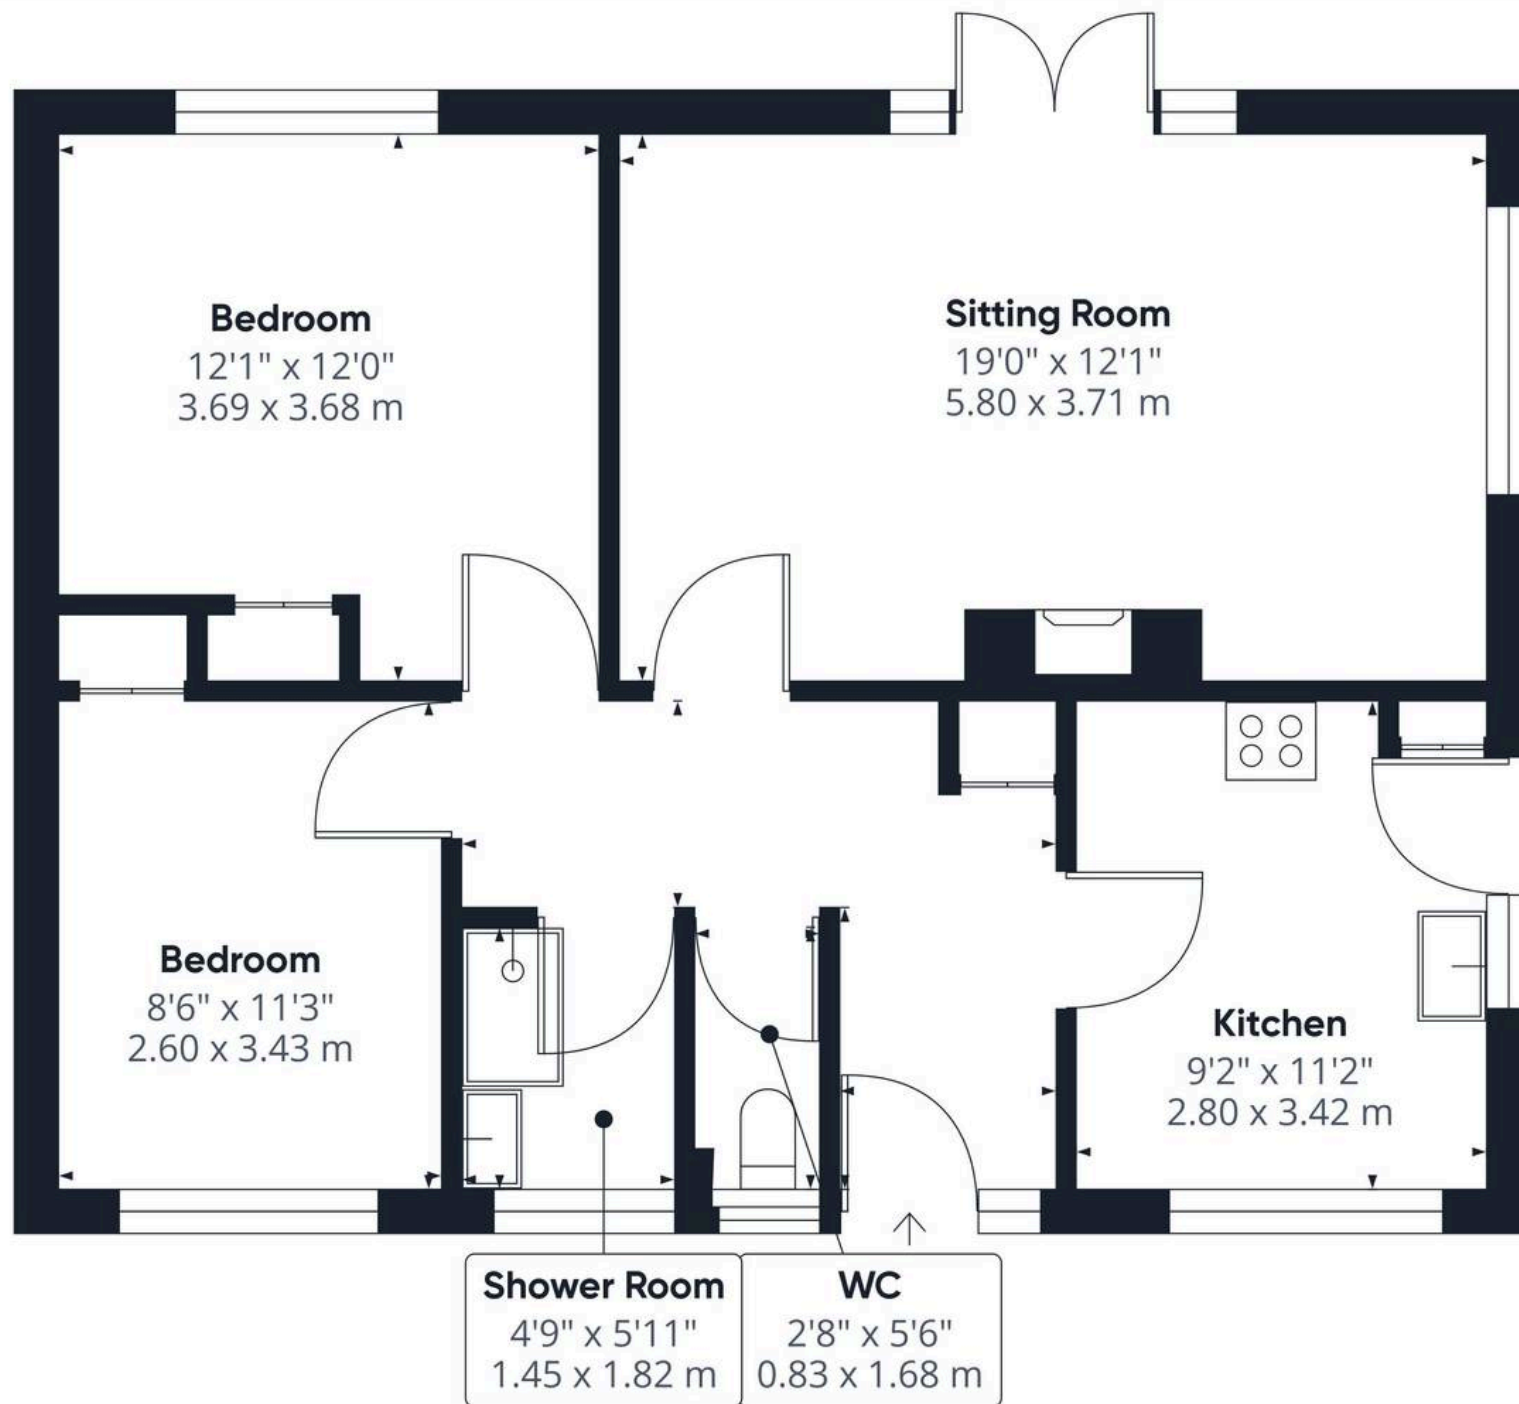 Bedroom
12'1" x 12'0"
3.69 x 3.68 m
Sitting Room
19'0" x 12'1"
5.80 x 3.71 m
Bedroom
8'6" x 11'3"
2.60 x 3.43 m
Kitchen
9'2" x 11'2"
2.80 x 3.42 m
Shower Room
4'9" x 5'11"
1.45 x 1.82 m
WC
2'8" x 5'6"
0.83 x 1.68 m